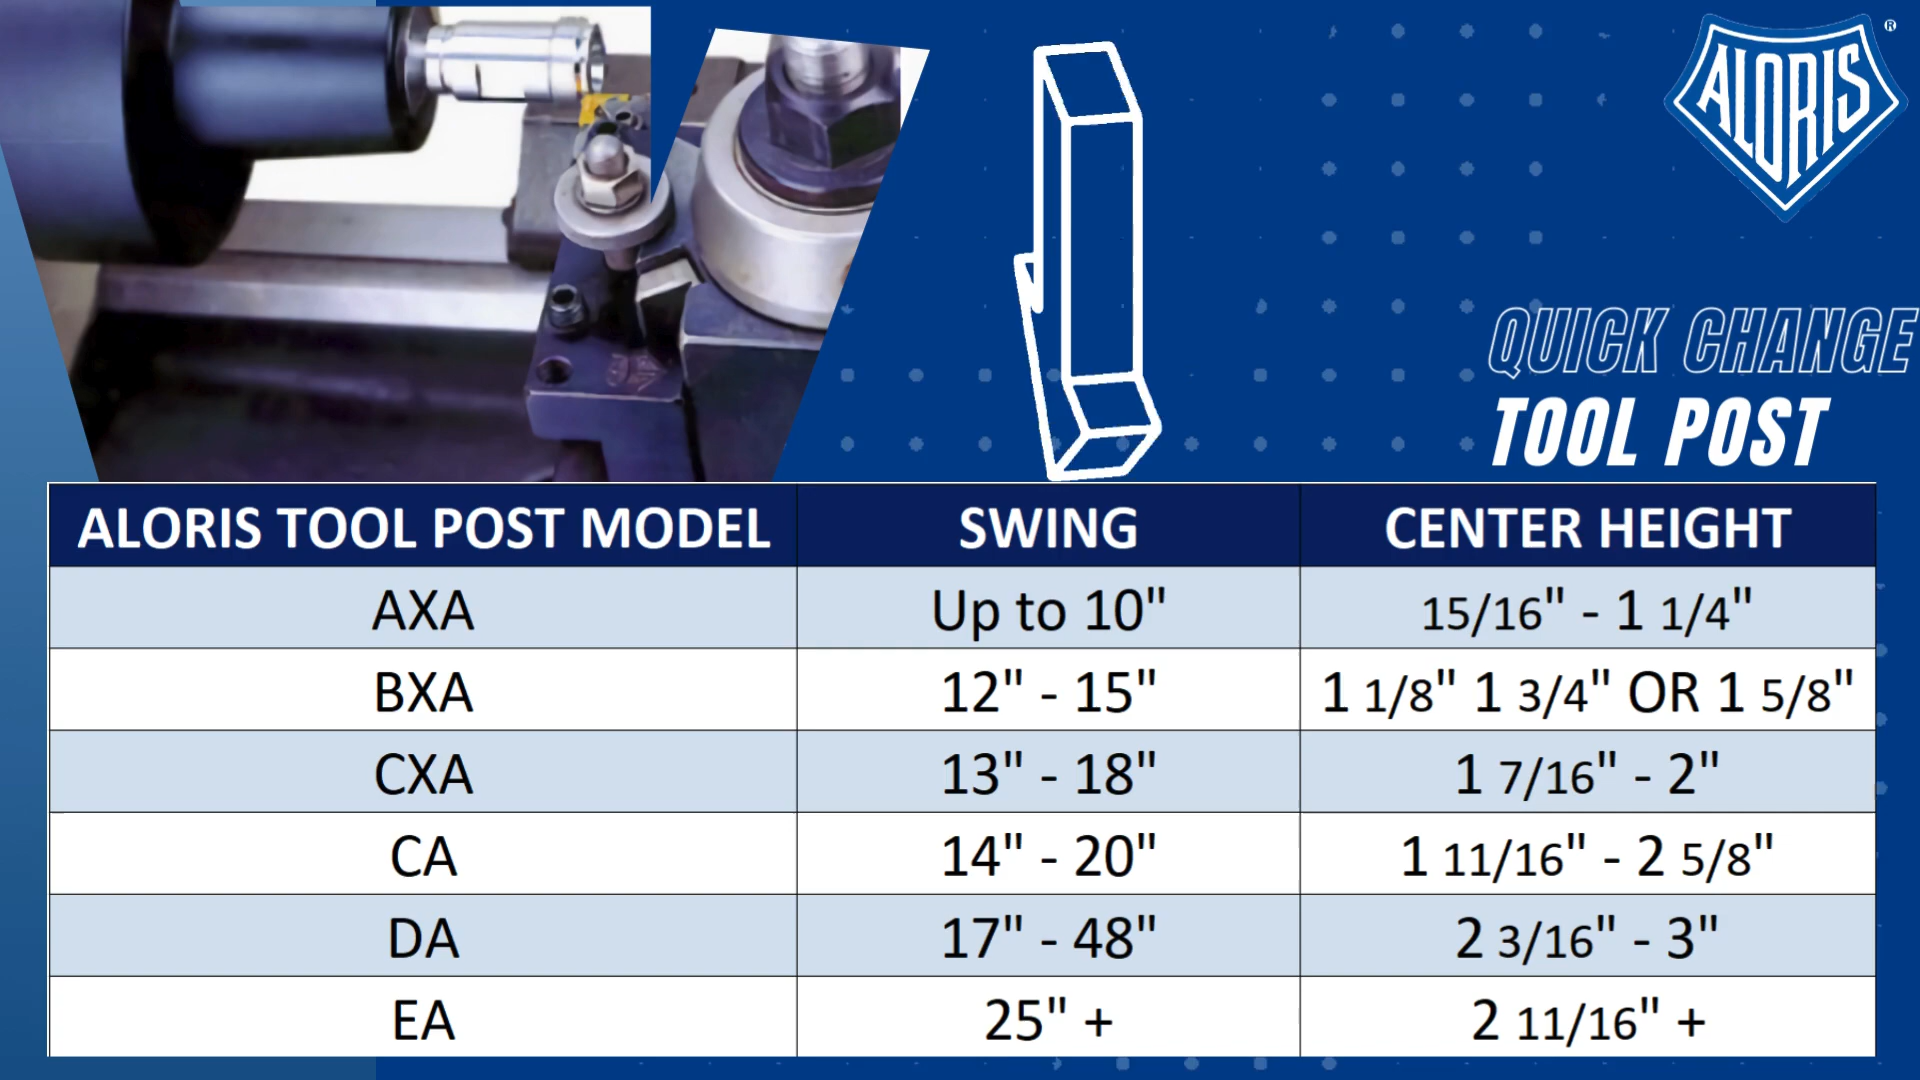 ALORIS
®
QUICK CHANGE
TOOL POST
ALORIS TOOL POST MODEL SWING CENTER HEIGHT
AXA Up to 10" 15/16" - 1 1/4"
BXA 12" - 15" 1 1/8" 1 3/4" OR 1 5/8"
CXA 13" - 18" 1 7/16" - 2"
CA 14" - 20" 1 11/16" - 2 5/8"
DA 17" - 48" 2 3/16" - 3"
EA 25" + 2 11/16" +